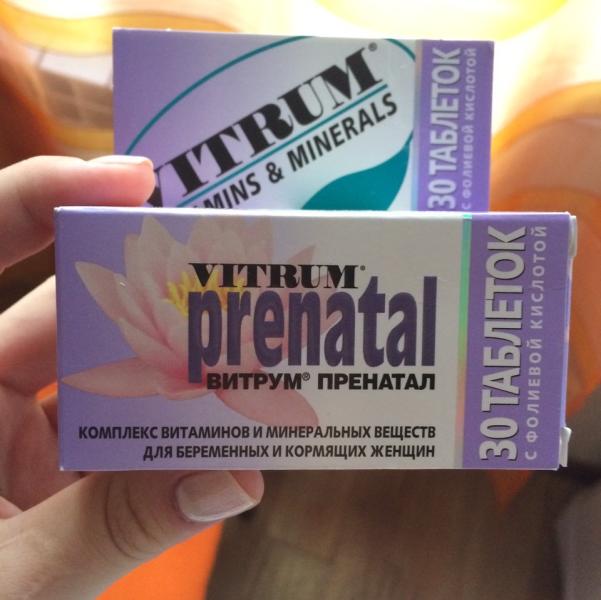 VITRUM®
& MINERALS
30 ТАБЛЕТОК
С ФОЛИЕВОЙ КИСЛОТОЙ
VITRUM®
prenatal
ВИТРУМ® ПРЕНАТАЛ
КОМПЛЕКС ВИТАМИНОВ И МИНЕРАЛЬНЫХ ВЕЩЕСТВ
ДЛЯ БЕРЕМЕННЫХ И КОРМЯЩИХ ЖЕНЩИН
30 ТАБЛЕТОК
С ФОЛИЕВОЙ КИСЛОТОЙ